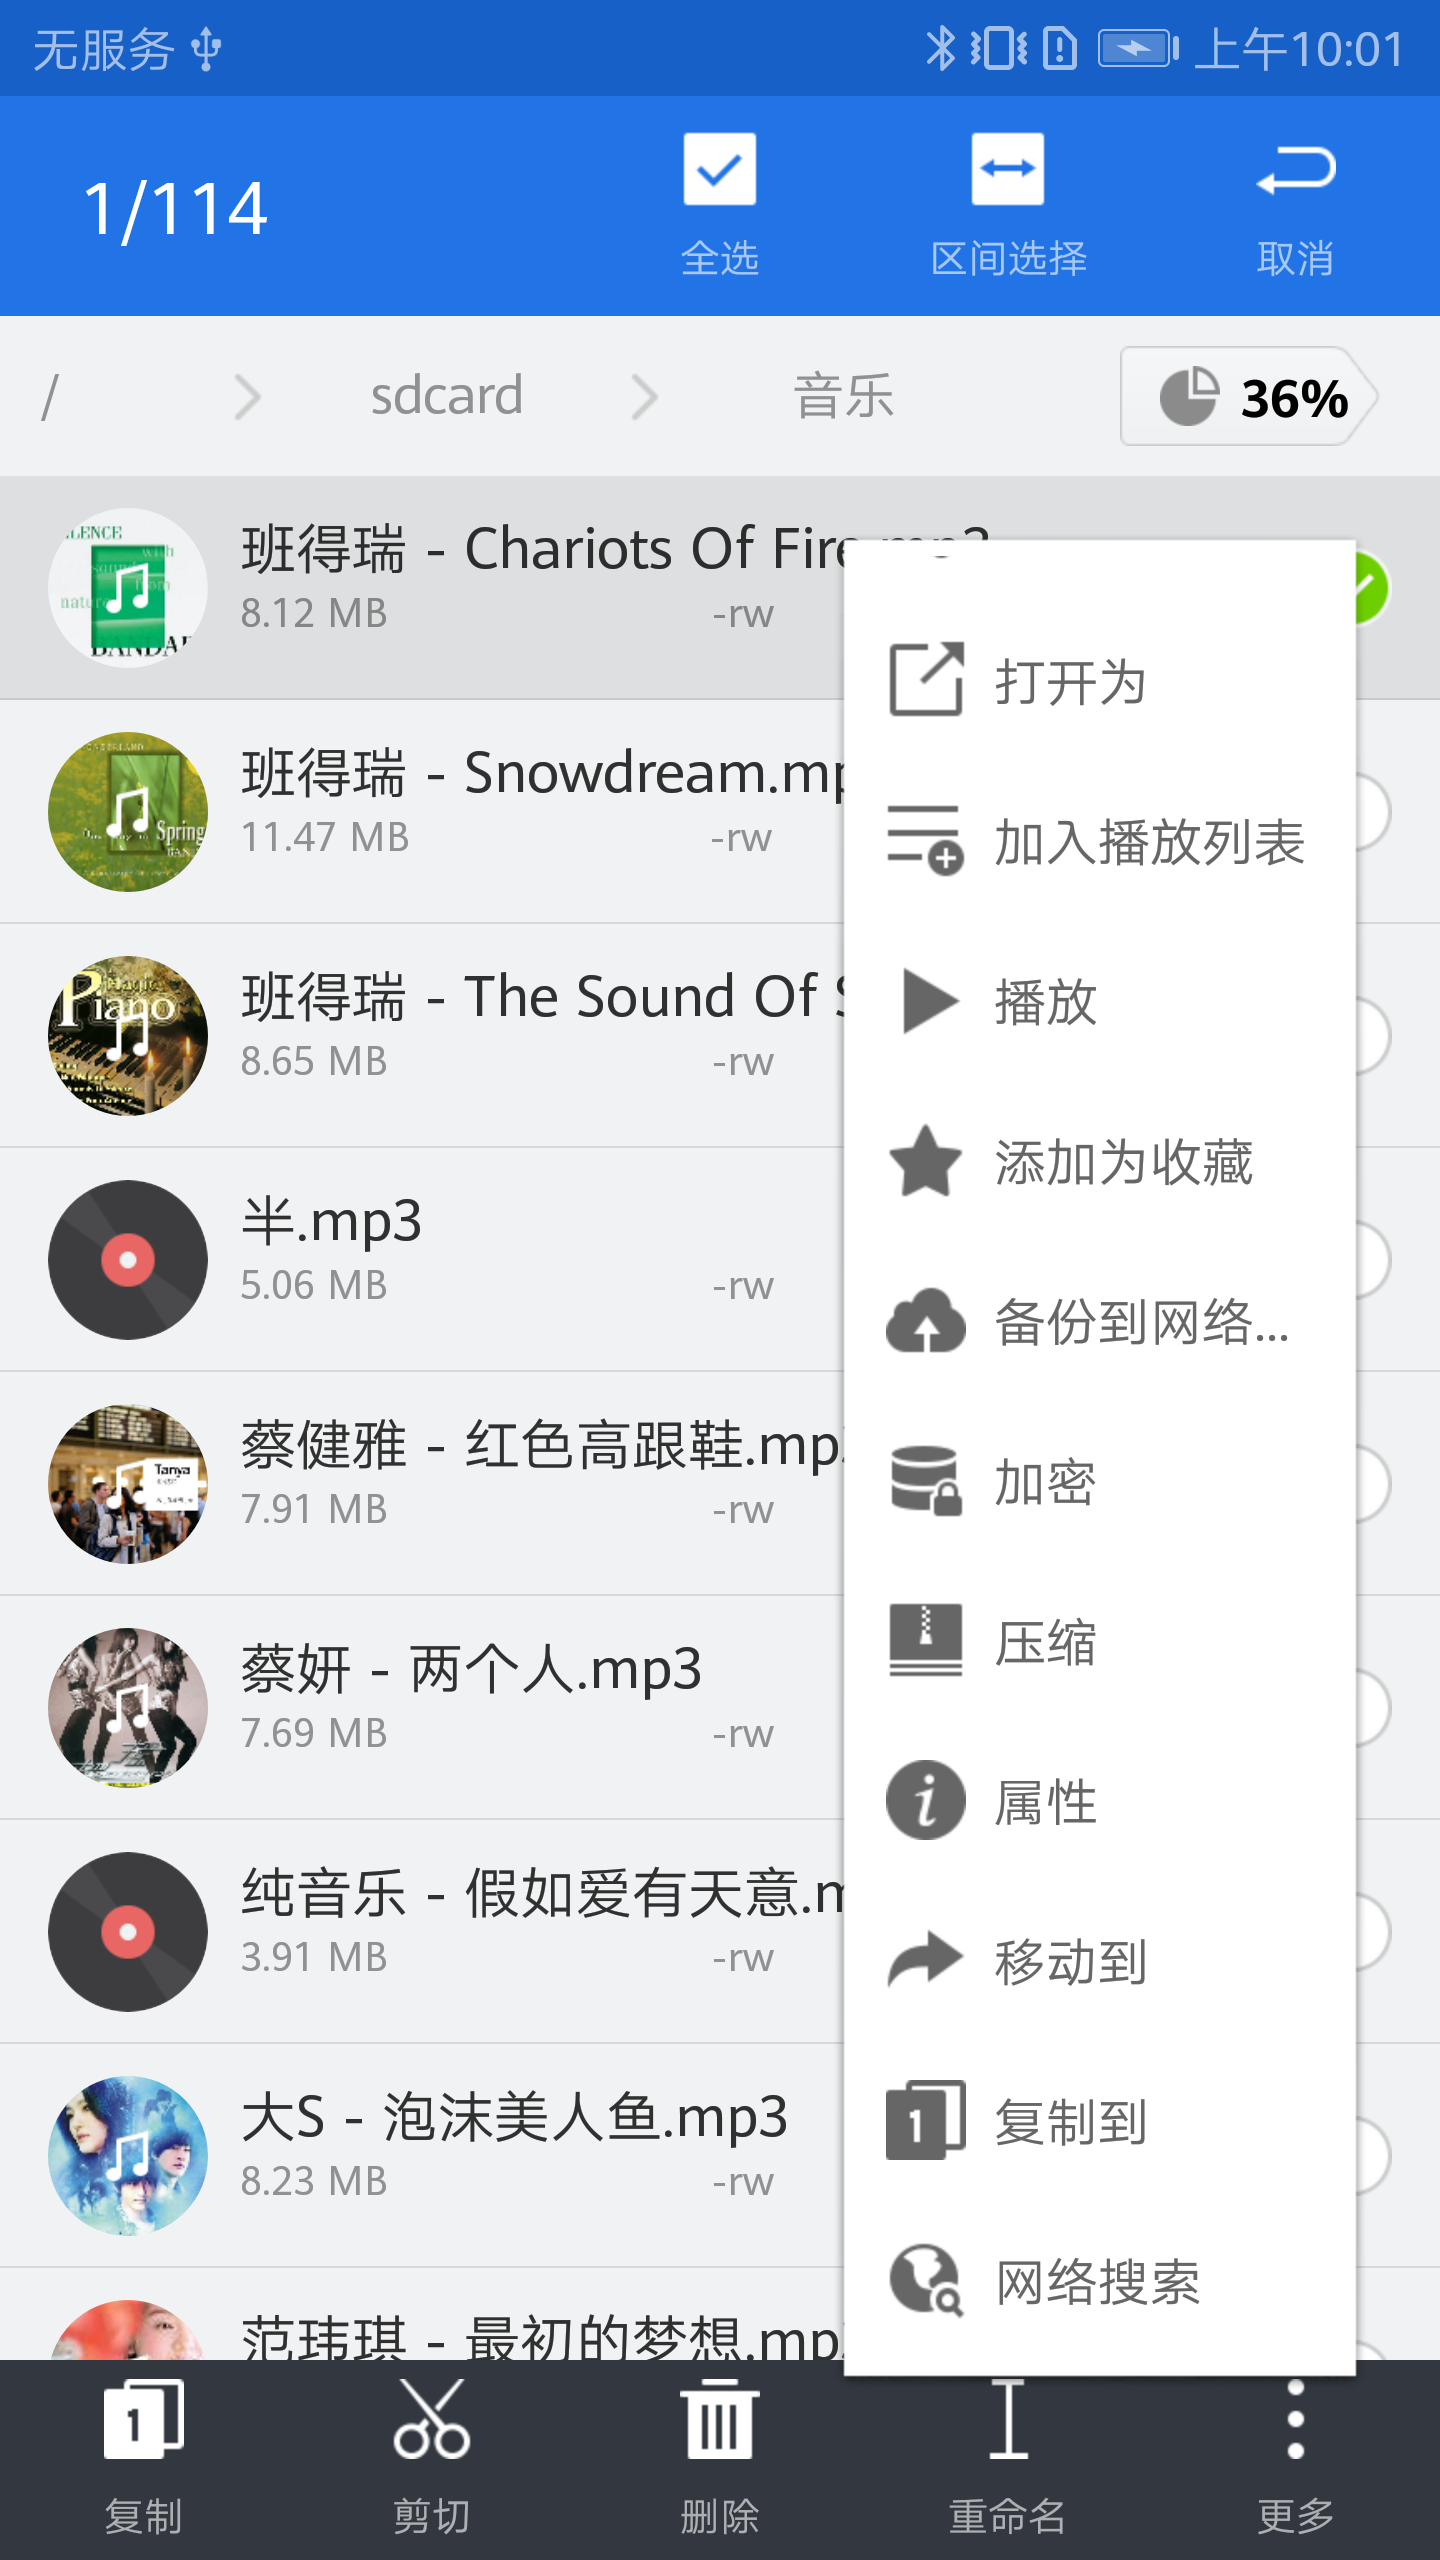 无服务
上午10:01
1/114
全选
区间选择
取消
/
sdcard
音乐
36%
班得瑞 - Chariots Of Fire.mp3
8.12 MB
-rw
班得瑞 - Snowdream.mp
11.47 MB
-rw
班得瑞 - The Sound Of S
8.65 MB
-rw
半.mp3
5.06 MB
-rw
蔡健雅 - 红色高跟鞋.mp3
7.91 MB
-rw
蔡妍 - 两个人.mp3
7.69 MB
-rw
纯音乐 - 假如爱有天意.m
3.91 MB
-rw
大S - 泡沫美人鱼.mp3
8.23 MB
-rw
范玮琪 - 最初的梦想.mp3
打开为
加入播放列表
播放
添加为收藏
备份到网络...
加密
压缩
属性
移动到
复制到
网络搜索
复制
剪切
删除
重命名
更多